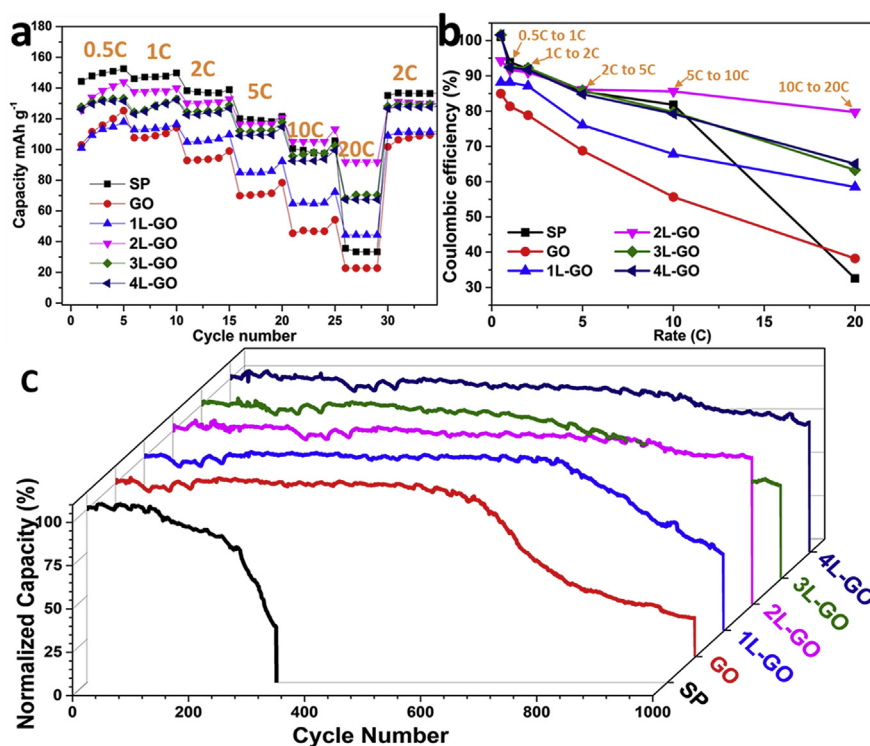 a
Capacity mAh g-1
180
160
140
120
100
80
60
40
20
0
0.5C
1C
2C
5C
10C
20C
2C
SP
GO
1L-GO
2L-GO
3L-GO
4L-GO
0 5 10 15 20 25 30
Cycle number
b
Coulombic efficiency (%)
100
90
80
70
60
50
40
30
0.5C to 1C
1C to 2C
2C to 5C
5C to 10C
10C to 20C
SP 2L-GO
GO 3L-GO
1L-GO 4L-GO
0 5 10 15 20
Rate (C)
c
Normalized Capacity (%)
100
75
50
25
0
0 200 400 600 800 1000
Cycle Number
SP
GO
1L-GO
2L-GO
3L-GO
4L-GO